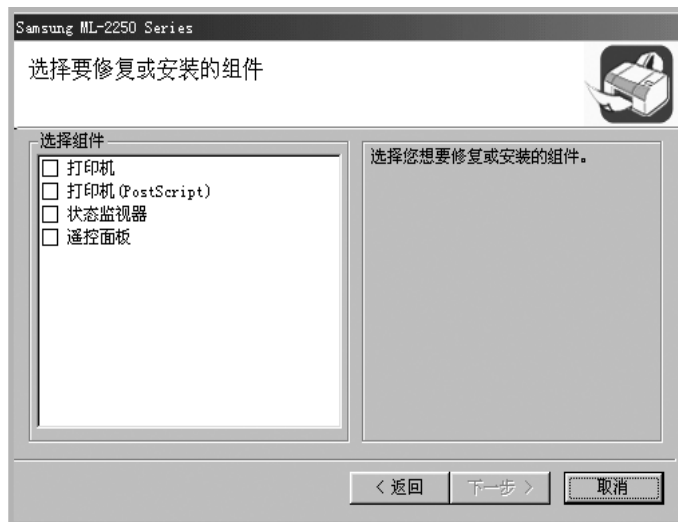 Samsung ML-2250 Series
选择要修复或安装的组件
选择组件
打印机
打印机(PostScript)
状态监视器
遥控面板
选择您想要修复或安装的组件。
< 返回
下一步 >
取消